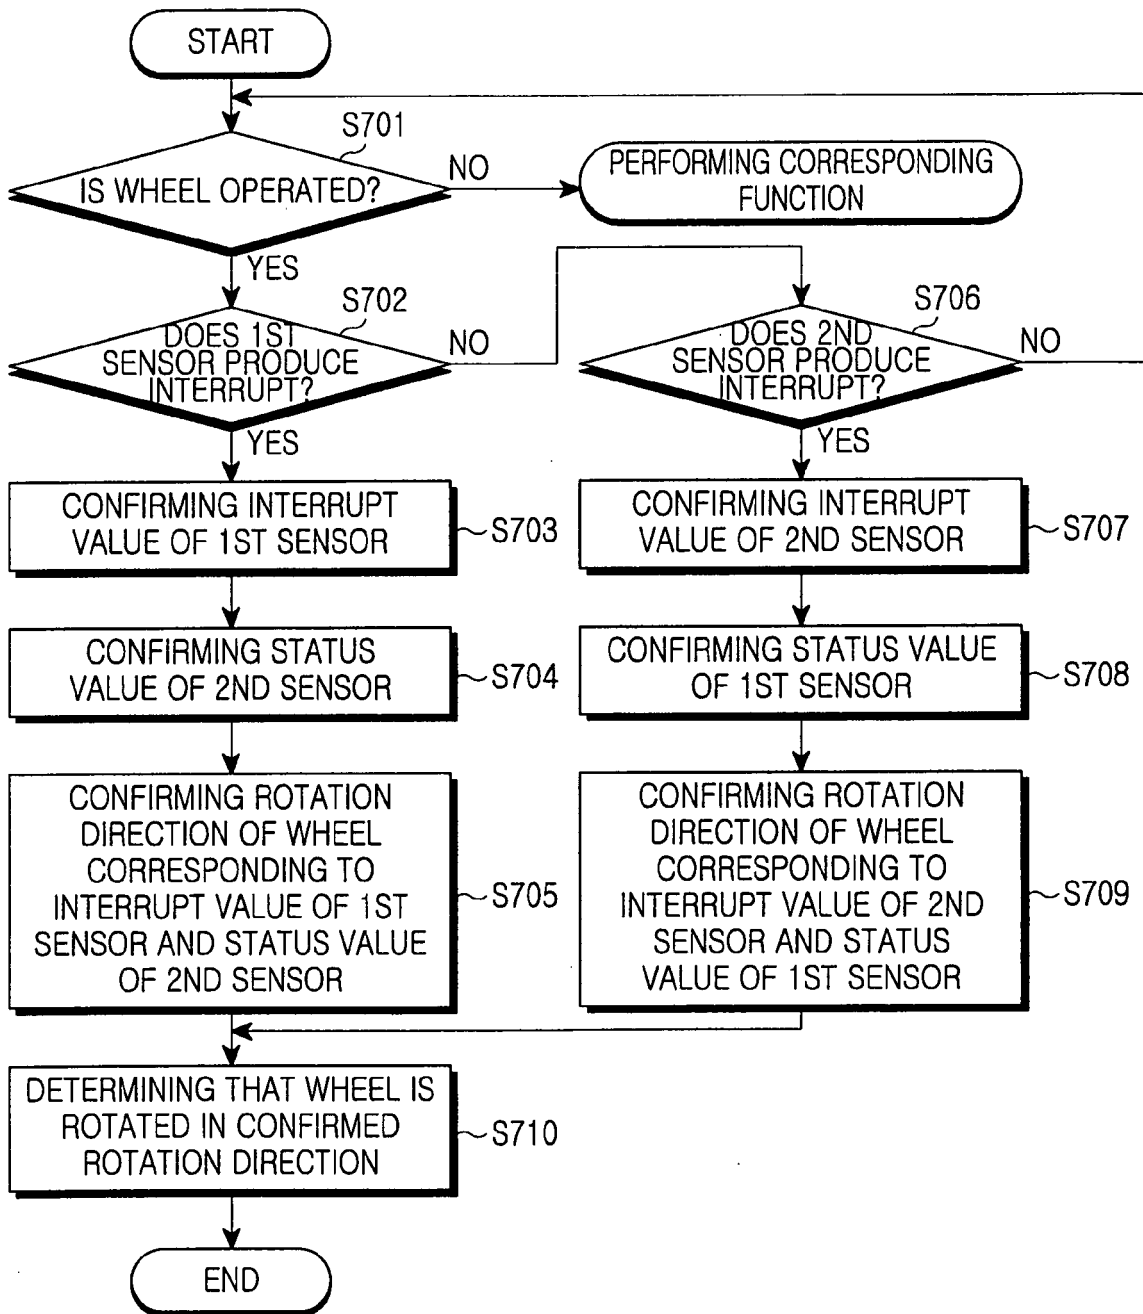 START
S701
IS WHEEL OPERATED?
NO
PERFORMING CORRESPONDING
FUNCTION
YES
S702
DOES 1ST
SENSOR PRODUCE
INTERRUPT?
NO
S706
DOES 2ND
SENSOR PRODUCE
INTERRUPT?
NO
YES
YES
CONFIRMING INTERRUPT
VALUE OF 1ST SENSOR
S703
CONFIRMING INTERRUPT
VALUE OF 2ND SENSOR
S707
CONFIRMING STATUS
VALUE OF 2ND SENSOR
S704
CONFIRMING STATUS VALUE
OF 1ST SENSOR
S708
CONFIRMING ROTATION
DIRECTION OF WHEEL
CORRESPONDING TO
INTERRUPT VALUE OF 1ST
SENSOR AND STATUS VALUE
OF 2ND SENSOR
S705
CONFIRMING ROTATION
DIRECTION OF WHEEL
CORRESPONDING TO
INTERRUPT VALUE OF 2ND
SENSOR AND STATUS
VALUE OF 1ST SENSOR
S709
DETERMINING THAT WHEEL IS
ROTATED IN CONFIRMED
ROTATION DIRECTION
S710
END